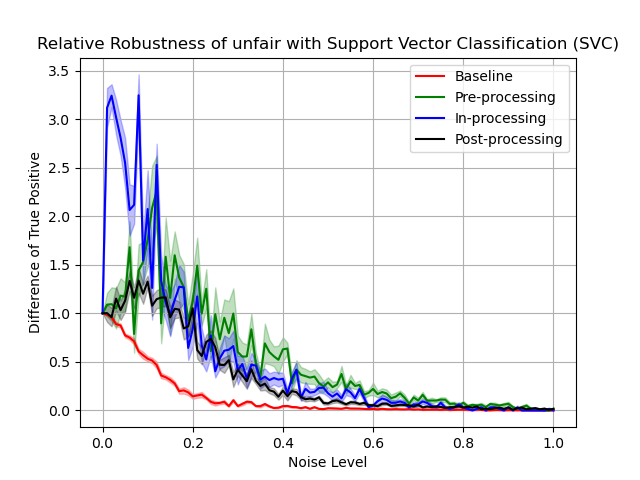 Relative Robustness of unfair with Support Vector Classification (SVC)
3.5
3.0
2.5
2.0
1.5
1.0
0.5
0.0
Difference of True Positive
Baseline
Pre-processing
In-processing
Post-processing
0.0 0.2 0.4 0.6 0.8 1.0
Noise Level